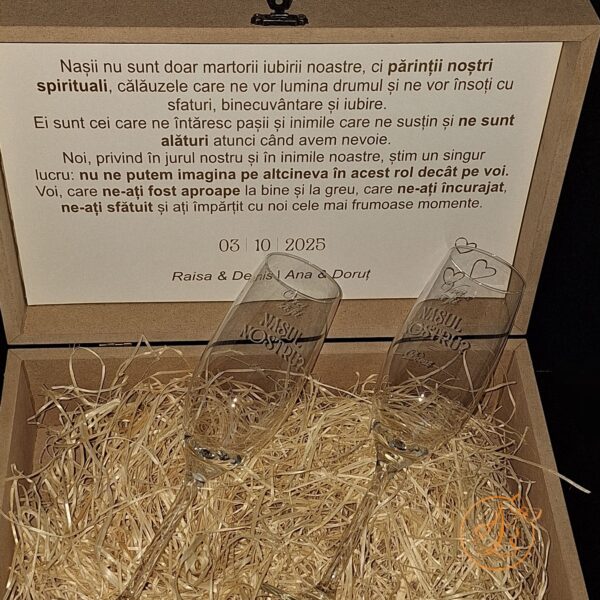 Nașii nu sunt doar martorii iubirii noastre, ci părinții noștri
spirituali, călăuzele care ne vor lumina drumul și ne vor însoți cu
sfaturi, binecuvântare și iubire.
Ei sunt cei care ne întăresc pașii și inimile care ne susțin și ne sunt
alături atunci când avem nevoie.
Noi, privind în jurul nostru și în inimile noastre, știm un singur
lucru: nu ne putem imagina pe altcineva în acest rol decât pe voi.
Voi, care ne-ați fost aproape la bine și la greu, care ne-ați încurajat,
ne-ați sfătuit și ați împărțit cu noi cele mai frumoase momente.
03 | 10 | 2025
Raisa & Denis | Ana & Doruț
NAȘUL
NOSTRU?
NAȘUL
NOSTRU?